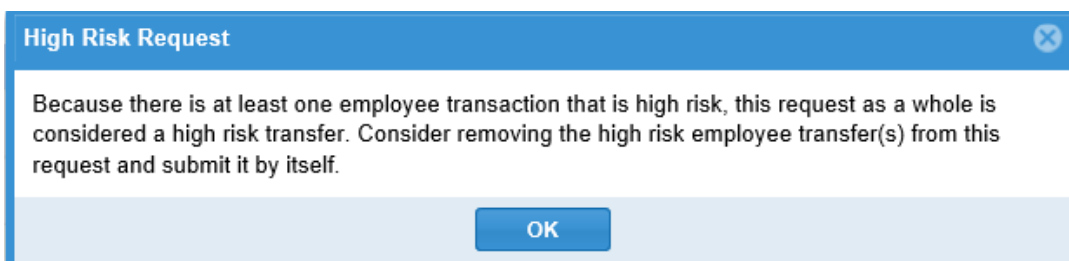 High Risk Request
Because there is at least one employee transaction that is high risk, this request as a whole is
considered a high risk transfer. Consider removing the high risk employee transfer(s) from this
request and submit it by itself.
OK